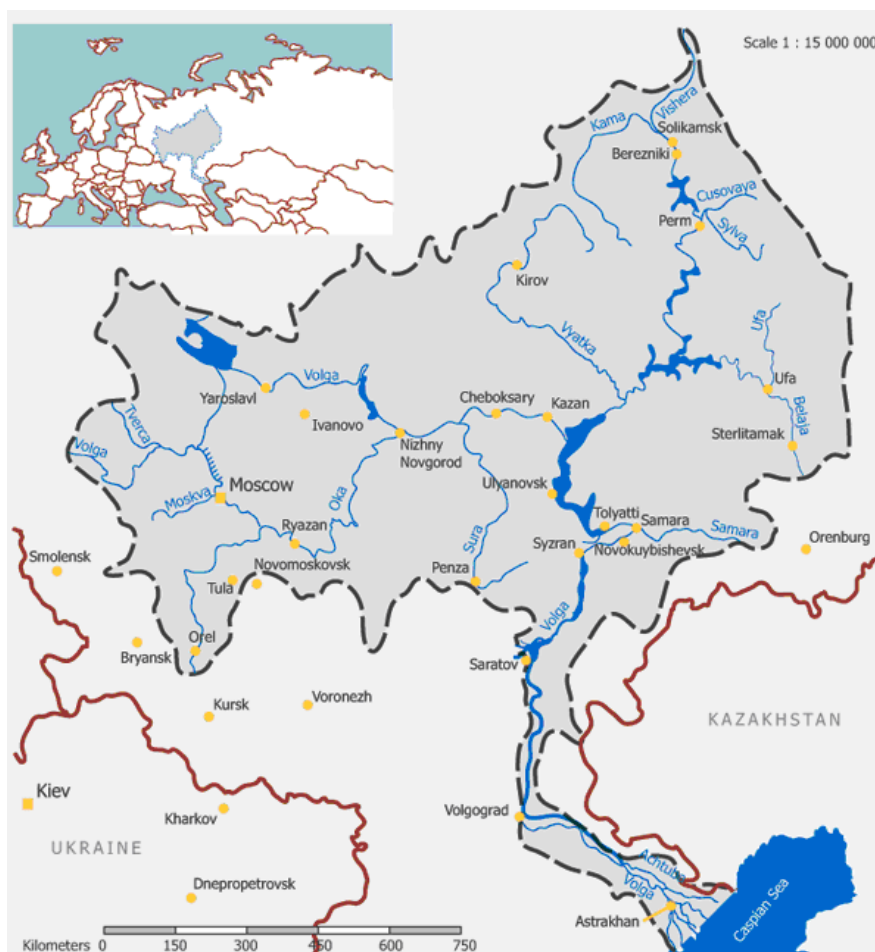 Scale 1 : 15 000 000
Vishera
Kama
Solikamsk
Berezniki
Cusovaya
Perm
Sylva
Kirov
Ufa
Vyatka
Volga
Yaroslavl
Ufa
Cheboksary
Kazan
Belaja
Ivanovo
Tverca
Nizhny
Novgorod
Sterlitamak
Volga
Moscow
Ulyanovsk
Moskva
Oka
Tolyatti
Samara
Samara
Ryazan
Sura
Syzran
Novokuybishevsk
Orenburg
Smolensk
Novomoskovsk
Tula
Penza
Volga
Orel
Bryansk
Saratov
Kursk
Voronezh
KAZAKHSTAN
Kiev
Kharkov
Volgograd
UKRAINE
Achtuba
Volga
Dnepropetrovsk
Astrakhan
Caspian Sea
Kilometers 0 150 300 450 600 750